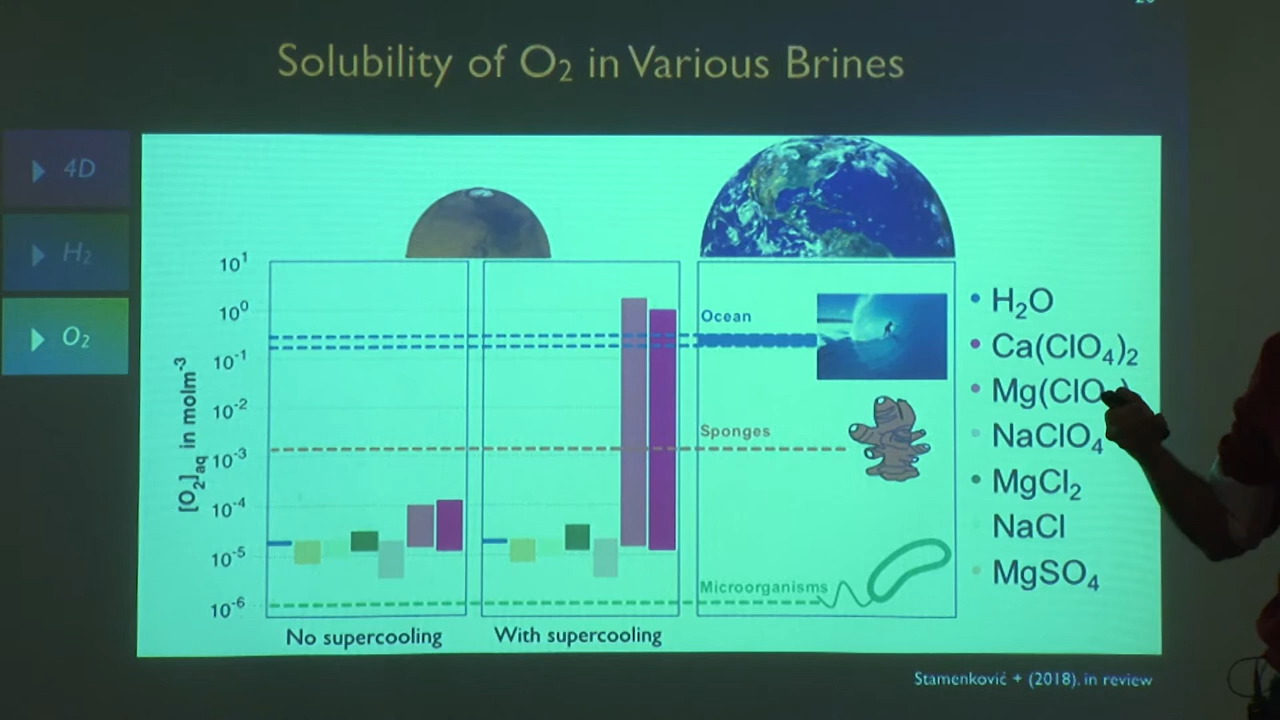 Solubility of O₂ in Various Brines
4D
H₂
O₂
[O₂]aq in molm⁻³
10¹
10⁰
10⁻¹
10⁻²
10⁻³
10⁻⁴
10⁻⁵
10⁻⁶
No supercooling
With supercooling
Ocean
Sponges
Microorganisms
• H₂O
• Ca(ClO₄)₂
• Mg(ClO
• NaClO₄
• MgCl₂
NaCl
• MgSO₄
Stamenković + (2018), in review